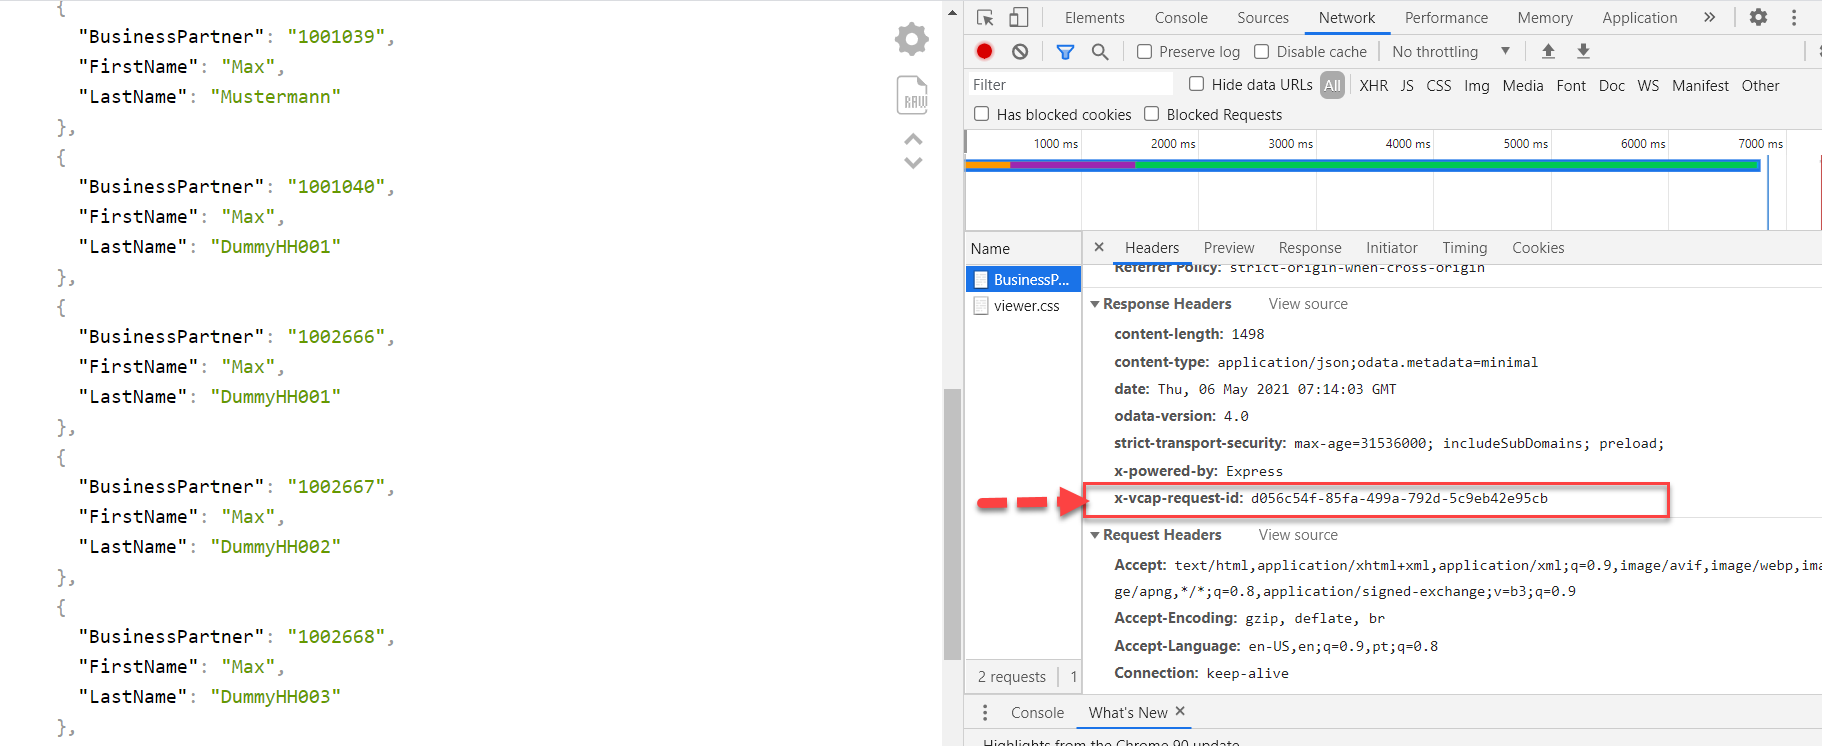 {
"BusinessPartner": "1001039",
"FirstName": "Max",
"LastName": "Mustermann"
},
{
"BusinessPartner": "1001040",
"FirstName": "Max",
"LastName": "DummyHH001"
},
{
"BusinessPartner": "1002666",
"FirstName": "Max",
"LastName": "DummyHH001"
},
{
"BusinessPartner": "1002667",
"FirstName": "Max",
"LastName": "DummyHH002"
},
{
"BusinessPartner": "1002668",
"FirstName": "Max",
"LastName": "DummyHH003"
},
RAW
Elements Console Sources Network Performance Memory Application »
Preserve log Disable cache No throttling
Filter Hide data URLs All XHR JS CSS Img Media Font Doc WS Manifest Other
Has blocked cookies Blocked Requests
1000 ms 2000 ms 3000 ms 4000 ms 5000 ms 6000 ms 7000 ms
Name
BusinessP...
viewer.css
2 requests 1
× Headers Preview Response Initiator Timing Cookies
Referrer Policy: strict-origin-when-cross-origin
Response Headers View source
content-length: 1498
content-type: application/json;odata.metadata=minimal
date: Thu, 06 May 2021 07:14:03 GMT
odata-version: 4.0
strict-transport-security: max-age=31536000; includeSubDomains; preload;
x-powered-by: Express
x-vcap-request-id: d056c54f-85fa-499a-792d-5c9eb42e95cb
Request Headers View source
Accept: text/html,application/xhtml+xml,application/xml;q=0.9,image/avif,image/webp,ima
ge/apng,*/*;q=0.8,application/signed-exchange;v=b3;q=0.9
Accept-Encoding: gzip, deflate, br
Accept-Language: en-US,en;q=0.9,pt;q=0.8
Connection: keep-alive
Console What's New ×
Highlights from the Chrome 90 update